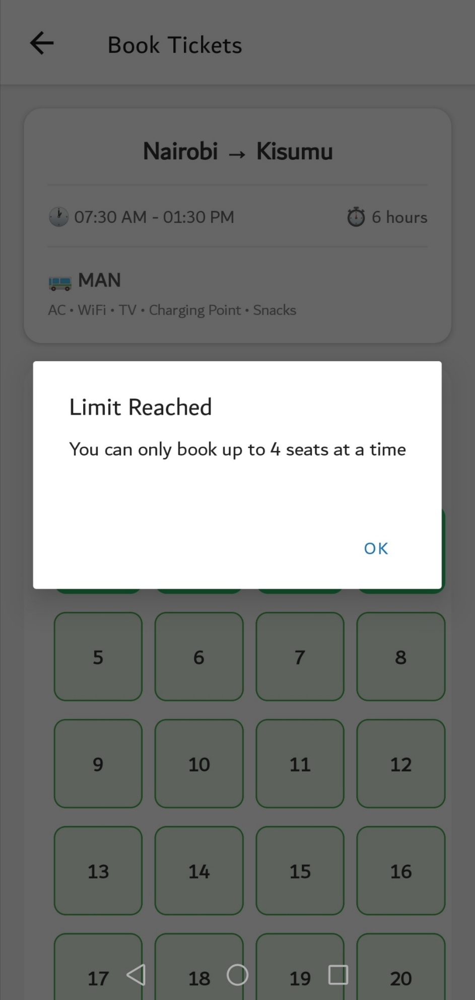 Book Tickets
Nairobi → Kisumu
07:30 AM - 01:30 PM
6 hours
MAN
AC • WiFi • TV • Charging Point • Snacks
Limit Reached
You can only book up to 4 seats at a time
OK
5 6 7 8
9 10 11 12
13 14 15 16
17 18 19 20